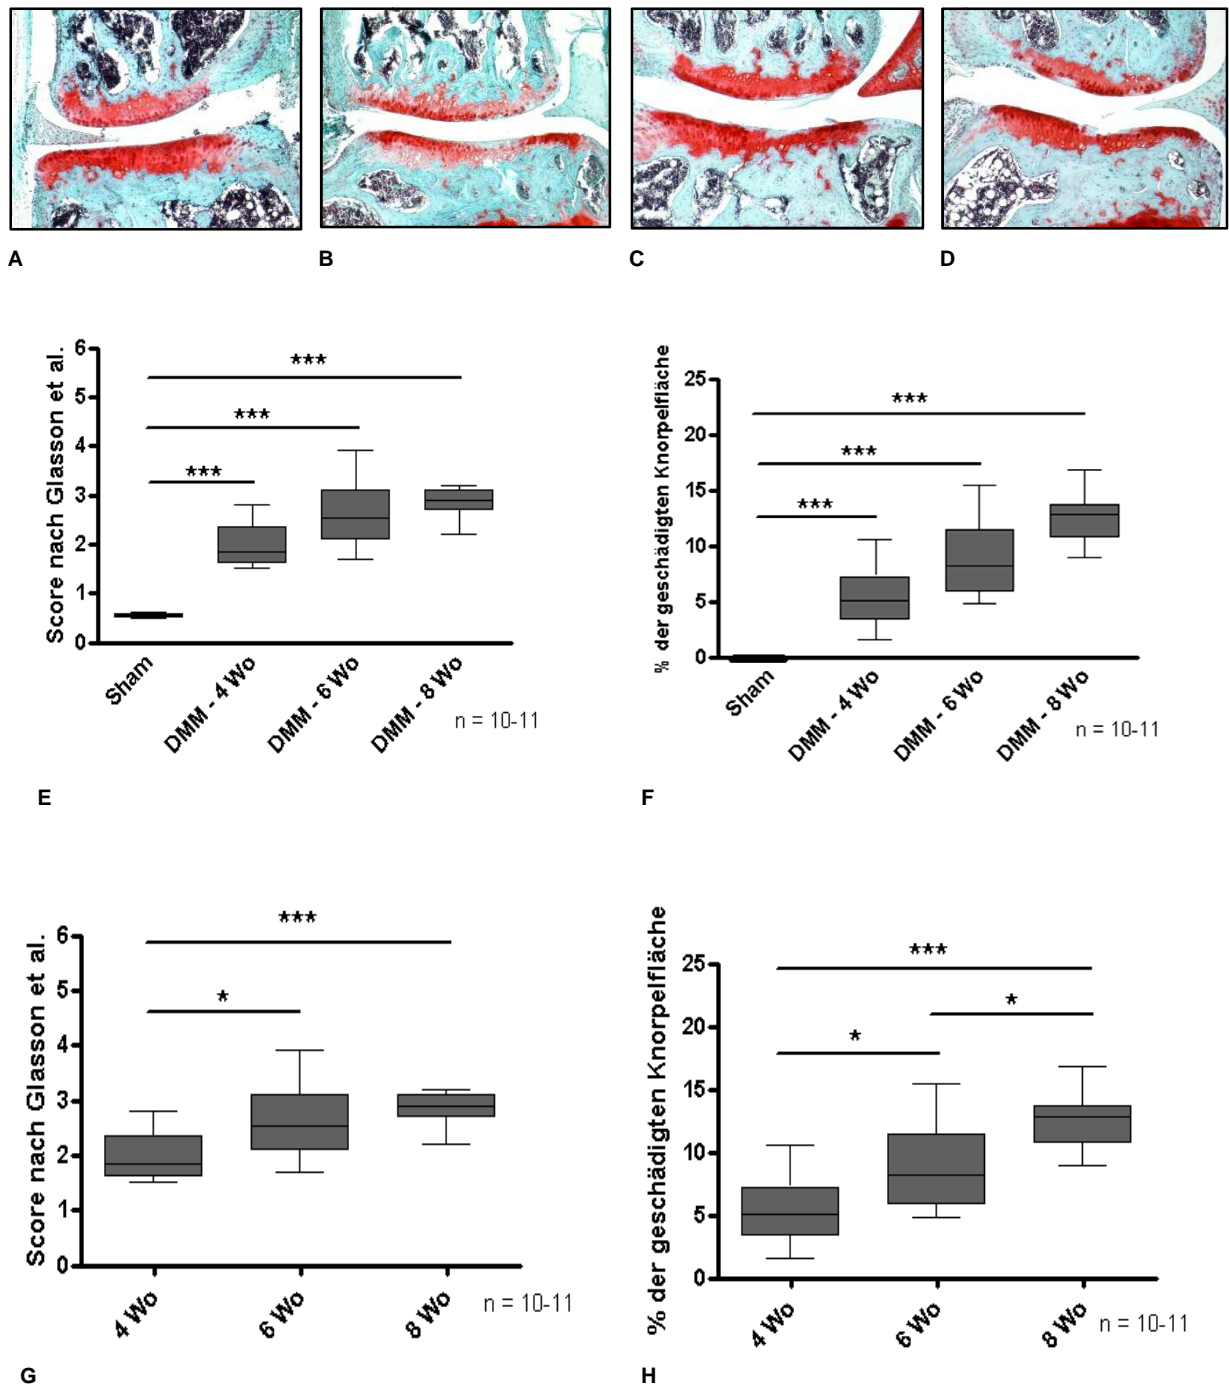 A B C D
Score nach Glasson et al.
6
5
4
3
2
1
0
***
***
***
Sham
DMM - 4 Wo
DMM - 6 Wo
DMM - 8 Wo
n = 10-11
E
% der geschädigten Knorpelfläche
25
20
15
10
5
0
***
***
***
Sham
DMM - 4 Wo
DMM - 6 Wo
DMM - 8 Wo
n = 10-11
F
Score nach Glasson et al.
6
5
4
3
2
1
0
***
*
4 Wo
6 Wo
8 Wo
n = 10-11
G
% der geschädigten Knorpelfläche
25
20
15
10
5
0
***
*
*
4 Wo
6 Wo
8 Wo
n = 10-11
H